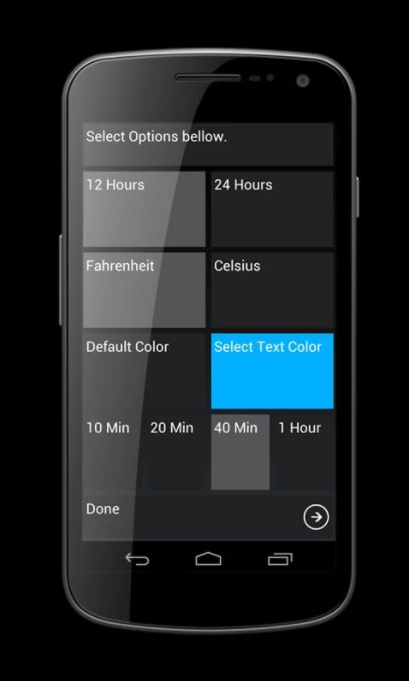 Select Options bellow.
12 Hours
24 Hours
Fahrenheit
Celsius
Default Color
Select Text Color
10 Min
20 Min
40 Min
1 Hour
Done